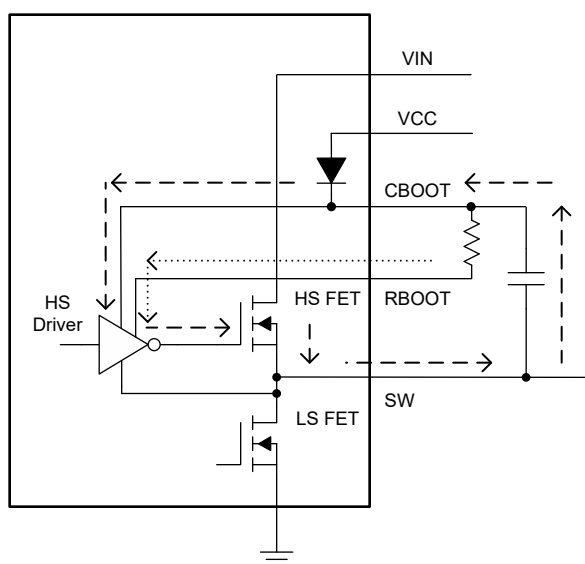 VIN
VCC
CBOOT
HS FET
RBOOT
HS
Driver
SW
LS FET